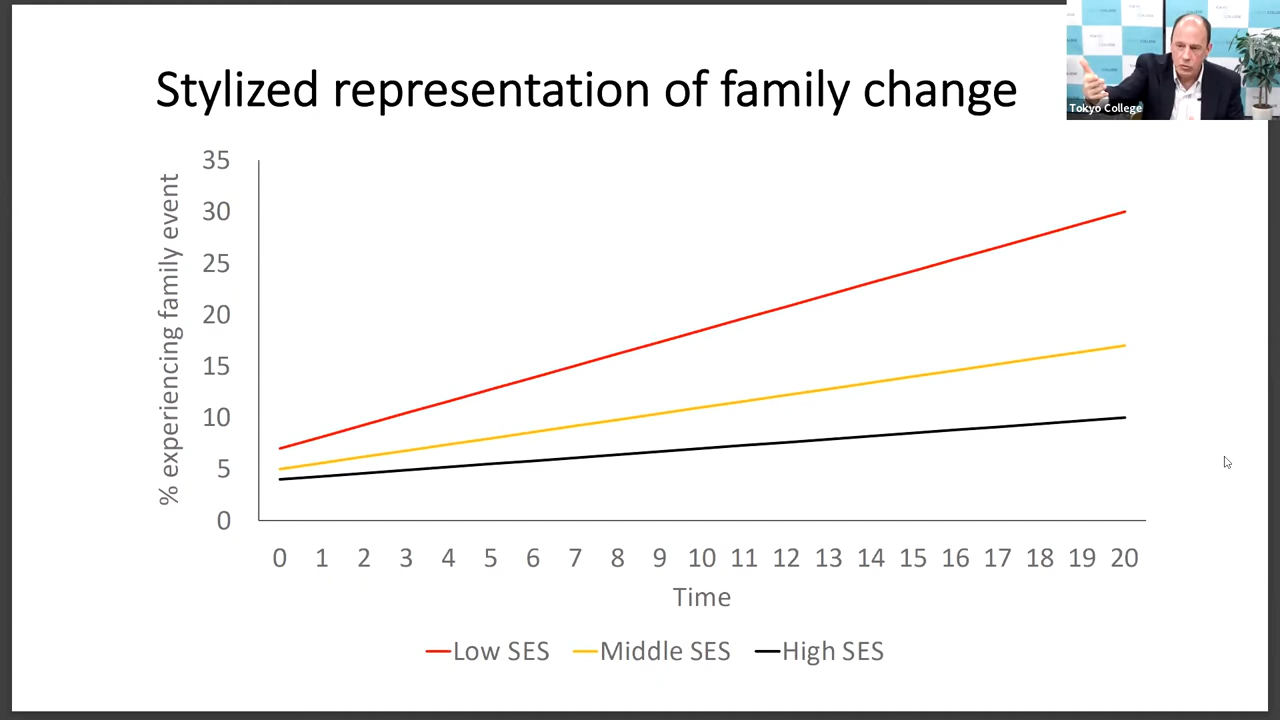 Stylized representation of family change
Tokyo College
% experiencing family event
35
30
25
20
15
10
5
0
0 1 2 3 4 5 6 7 8 9 10 11 12 13 14 15 16 17 18 19 20
Time
Low SES Middle SES High SES